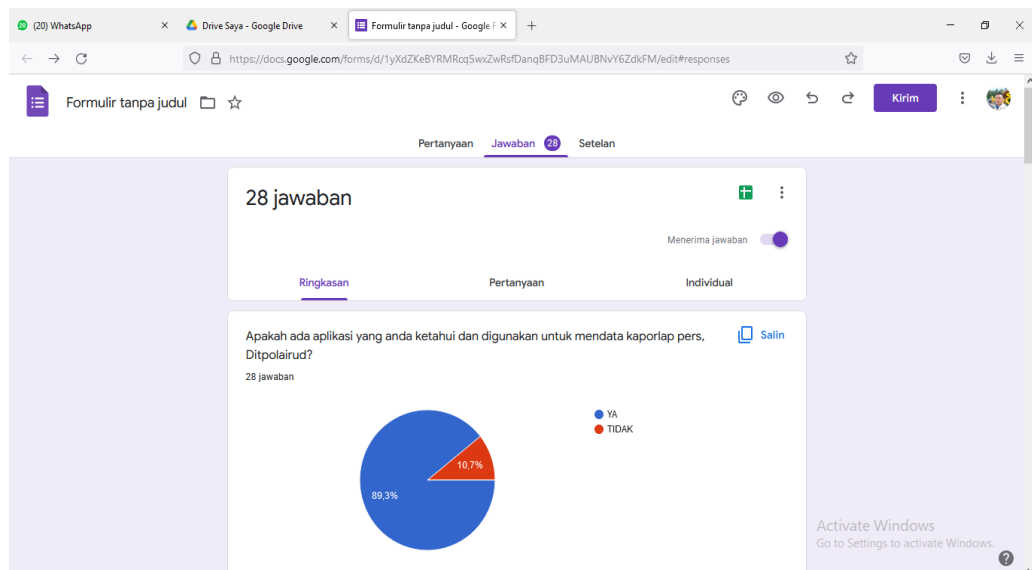 (20) WhatsApp
Drive Saya - Google Drive
Formulir tanpa judul - Google F
https://docs.google.com/forms/d/1yXdZKeBYRMRcq5wxZwRsfDanqBFD3uMAUBNvY6ZdkFM/edit#responses
Formulir tanpa judul
Kirim
Pertanyaan Jawaban 28 Setelan
28 jawaban
Menerima jawaban
Ringkasan Pertanyaan Individual
Apakah ada aplikasi yang anda ketahui dan digunakan untuk mendata kaporlap pers,
Ditpolairud?
Salin
28 jawaban
YA
TIDAK
10,7%
89,3%
Activate Windows
Go to Settings to activate Windows.